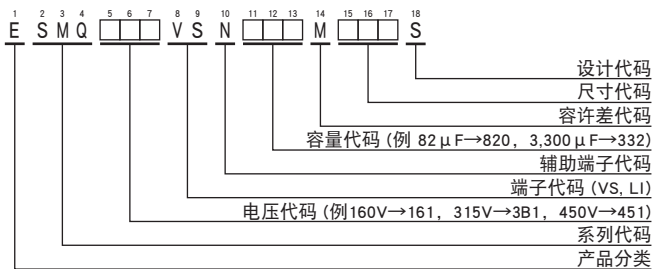 1 2 3 4 5 6 7 8 9 10 11 12 13 14 15 16 17 18
E SMQ □□□ VS N □□□ M □□□ S
设计代码
尺寸代码
容许差代码
容量代码 (例 82μF→820，3,300μF→332)
辅助端子代码
端子代码 (VS, LI)
电压代码 (例160V→161，315V→3B1，450V→451)
系列代码
产品分类